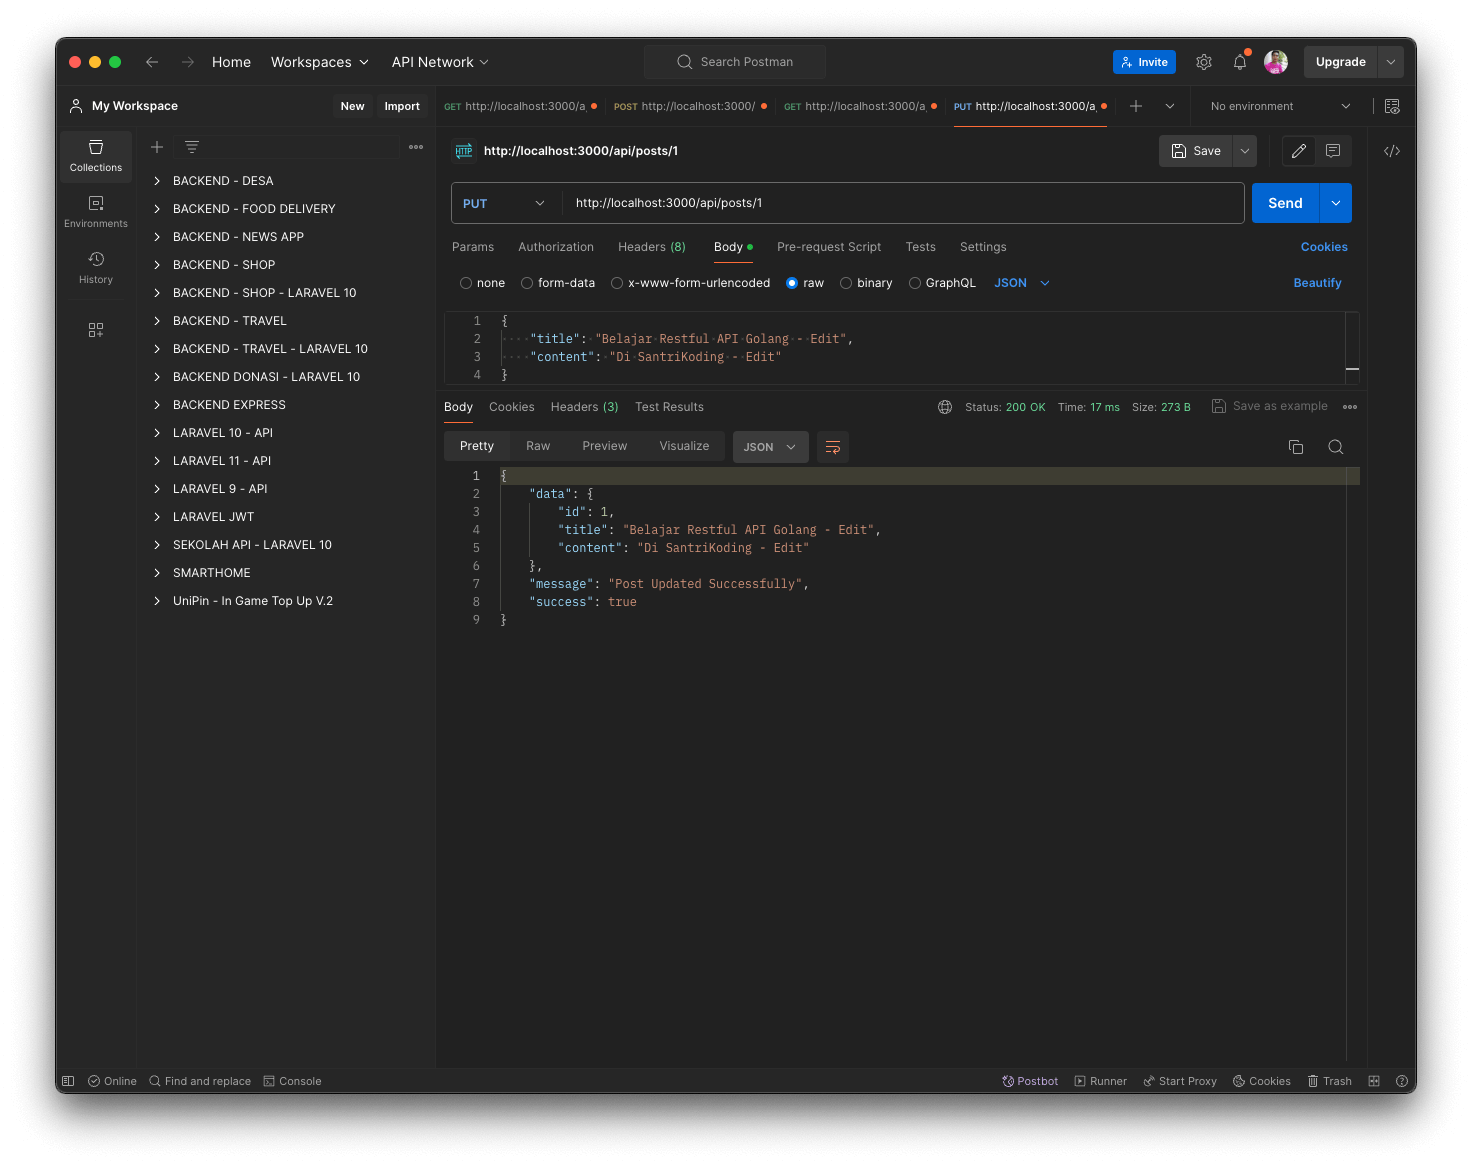 Home Workspaces API Network Search Postman Invite Upgrade
My Workspace New Import
GET http://localhost:3000/a POST http://localhost:3000/ GET http://localhost:3000/a PUT http://localhost:3000/a No environment
Collections
Environments
History
BACKEND - DESA
BACKEND - FOOD DELIVERY
BACKEND - NEWS APP
BACKEND - SHOP
BACKEND - SHOP - LARAVEL 10
BACKEND - TRAVEL
BACKEND - TRAVEL - LARAVEL 10
BACKEND DONASI - LARAVEL 10
BACKEND EXPRESS
LARAVEL 10 - API
LARAVEL 11 - API
LARAVEL 9 - API
LARAVEL JWT
SEKOLAH API - LARAVEL 10
SMARTHOME
UniPin - In Game Top Up V.2
HTTP http://localhost:3000/api/posts/1 Save
PUT http://localhost:3000/api/posts/1 Send
Params Authorization Headers (8) Body Pre-request Script Tests Settings Cookies
none form-data x-www-form-urlencoded raw binary GraphQL JSON Beautify
1 {
2 "title": "Belajar Restful API Golang - Edit",
3 "content": "Di SantriKoding - Edit"
4 }
Body Cookies Headers (3) Test Results Status: 200 OK Time: 17 ms Size: 273 B Save as example
Pretty Raw Preview Visualize JSON
1 {
2 "data": {
3 "id": 1,
4 "title": "Belajar Restful API Golang - Edit",
5 "content": "Di SantriKoding - Edit"
6 },
7 "message": "Post Updated Successfully",
8 "success": true
9 }
Online Find and replace Console Postbot Runner Start Proxy Cookies Trash